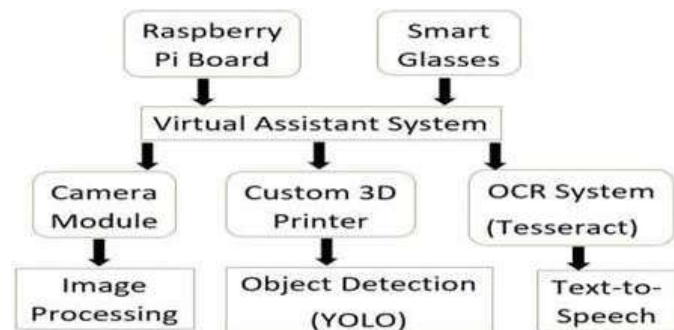 Raspberry
Pi Board
Smart
Glasses
Virtual Assistant System
Camera
Module
Custom 3D
Printer
OCR System
(Tesseract)
Image
Processing
Object Detection
(YOLO)
Text-to-
Speech